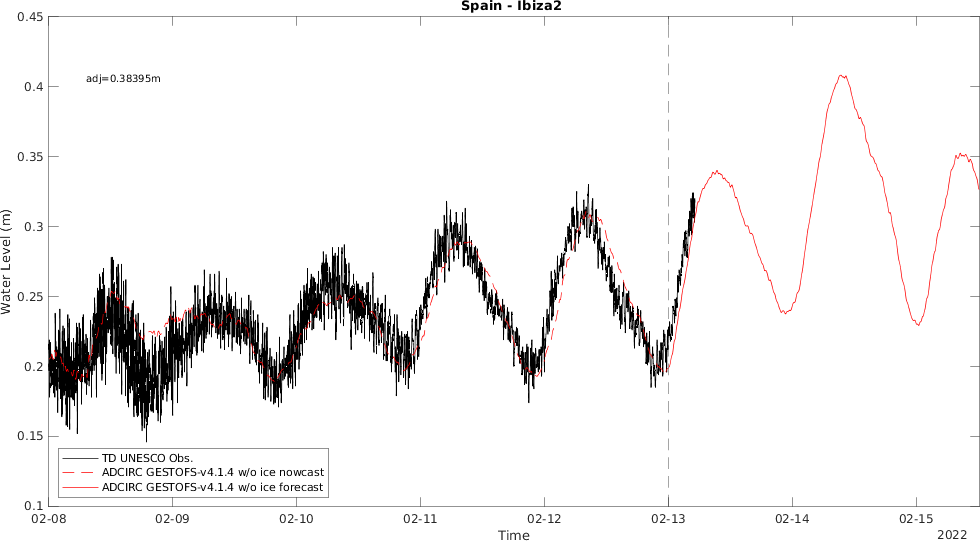 Spain - Ibiza2
0.45
0.4
0.35
0.3
0.25
0.2
0.15
0.1
Water Level (m)
adj=0.38395m
TD UNESCO Obs.
ADCIRC GESTOFS-v4.1.4 w/o ice nowcast
ADCIRC GESTOFS-v4.1.4 w/o ice forecast
02-08 02-09 02-10 02-11 02-12 02-13 02-14 02-15
Time
2022